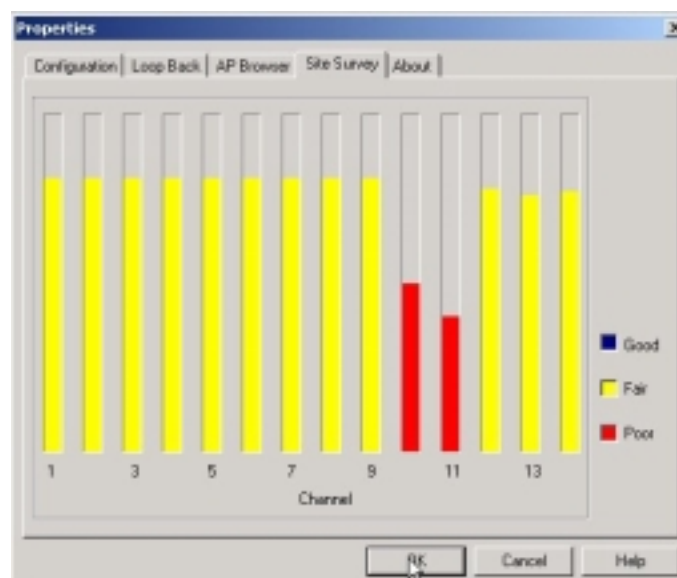 Properties
Configuration Loop Back AP Browser Site Survey About
Good
Fair
Poor
1 3 5 7 9 11 13
Channel
OK Cancel Help